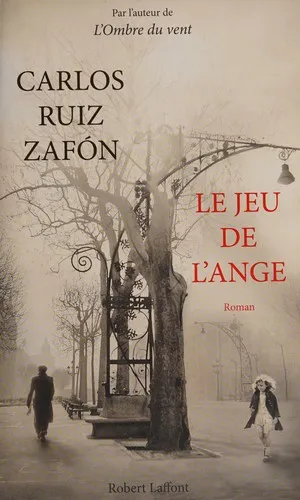 Par l'auteur de
L'Ombre du vent
CARLOS
RUIZ
ZAFÓN
LE JEU
DE
L'ANGE
Roman
Robert Laffont